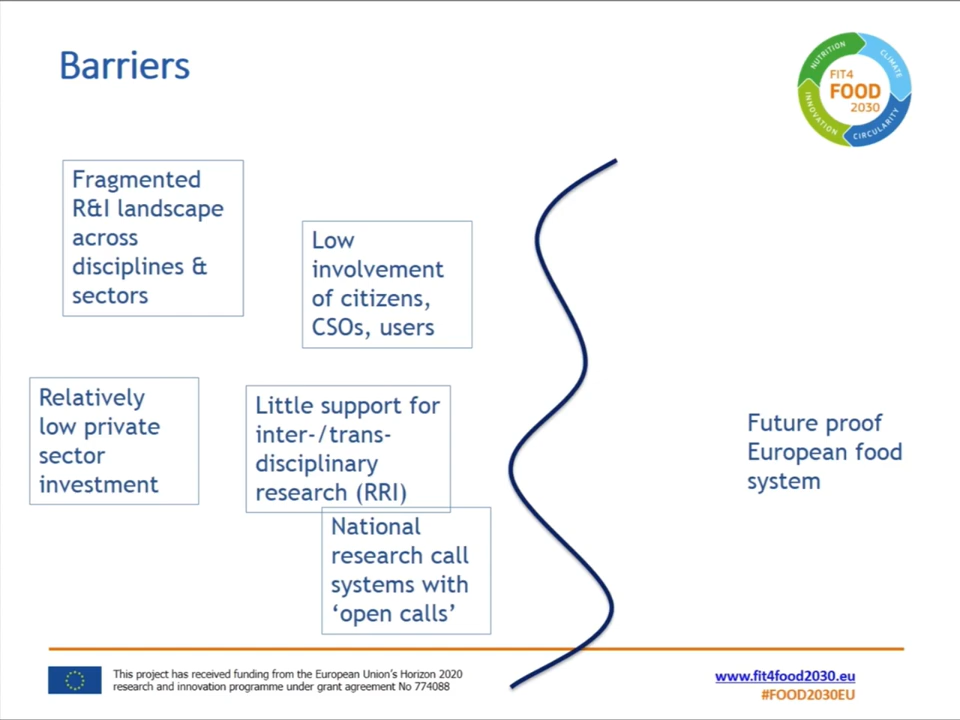 Barriers
NUTRITION
CLIMATE
CIRCULARITY
INNOVATION
FIT4
FOOD
2030
Fragmented
R&I landscape
across
disciplines &
sectors
Low
involvement
of citizens,
CSOs, users
Relatively
low private
sector
investment
Little support for
inter-/trans-
disciplinary
research (RRI)
National
research call
systems with
‘open calls’
Future proof
European food
system
This project has received funding from the European Union’s Horizon 2020
research and innovation programme under grant agreement No 774088
www.fit4food2030.eu
#FOOD2030EU